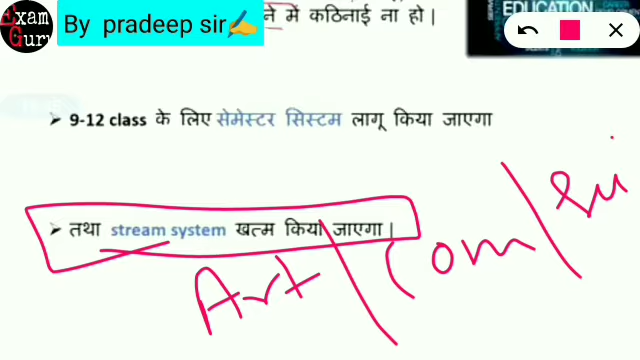 Exam
Guru
By pradeep sir✍
ने में कठिनाई ना हो |
EDUCATION
➢ 9-12 class के लिए सेमेस्टर सिस्टम लागू किया जाएगा
➢ तथा stream system खत्म किया जाएगा |
Art/Com/